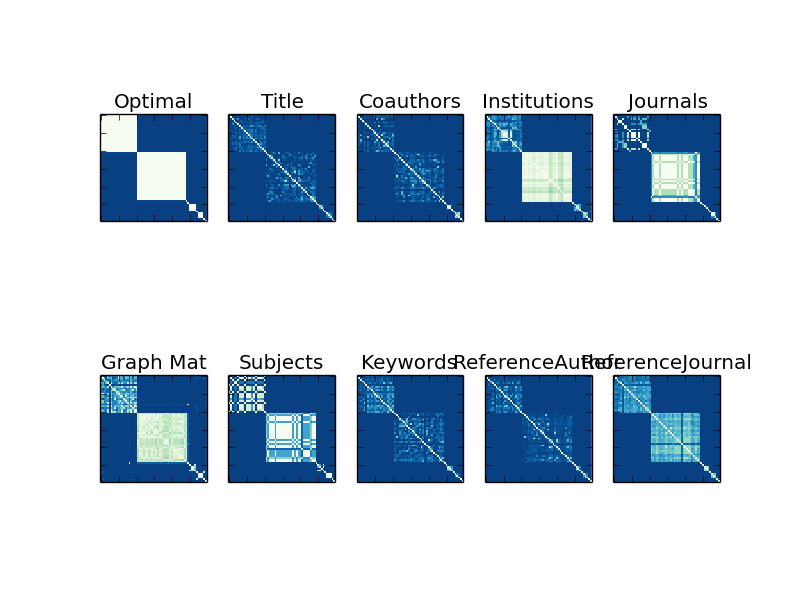 Optimal
Title
Coauthors
Institutions
Journals
Graph Mat
Subjects
Keywords
ReferenceAuthor
ReferenceJournal